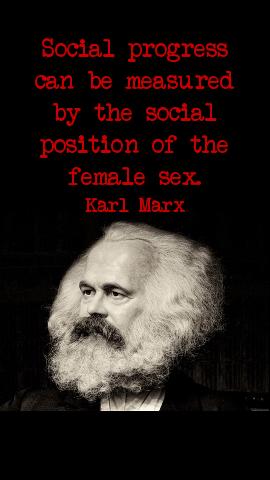 Social progress
can be measured
by the social
position of the
female sex.
Karl Marx